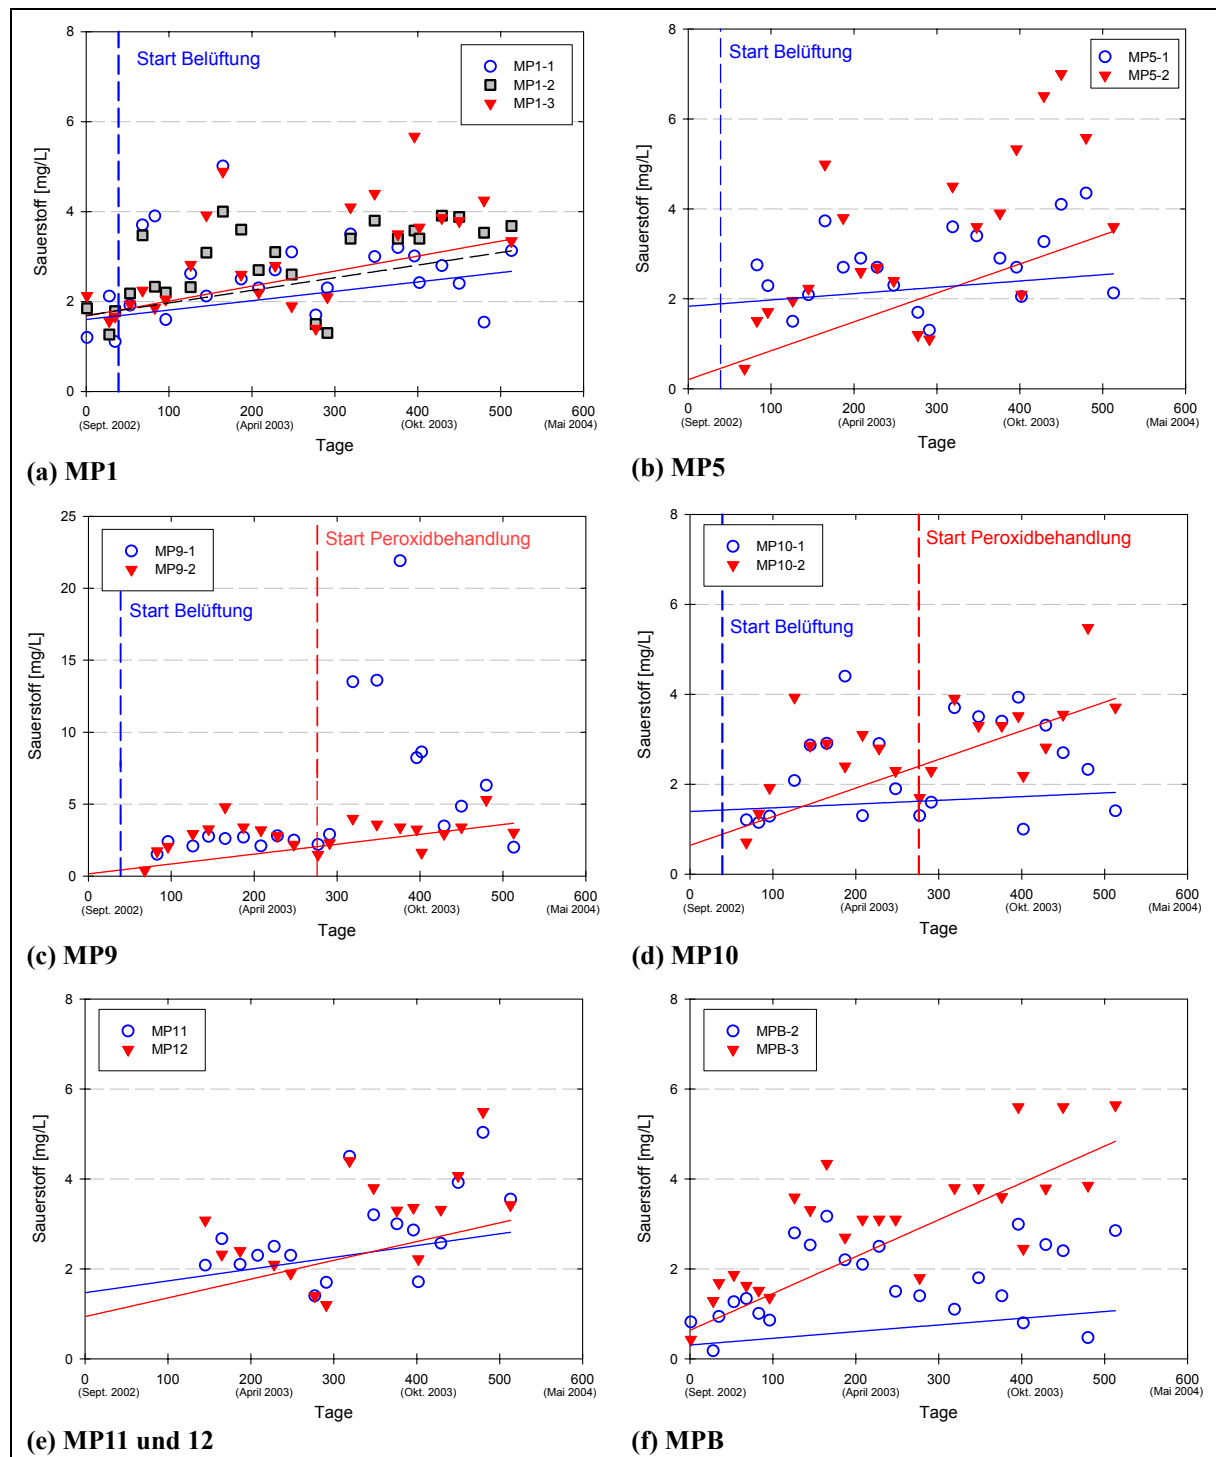 8
6
4
2
0
Sauerstoff [mg/L]
Start Belüftung
MP1-1
MP1-2
MP1-3
0 100 200 300 400 500 600
(Sept. 2002) (April 2003) (Okt. 2003) (Mai 2004)
Tage
(a) MP1
8
6
4
2
0
Sauerstoff [mg/L]
Start Belüftung
MP5-1
MP5-2
0 100 200 300 400 500 600
(Sept. 2002) (April 2003) (Okt. 2003) (Mai 2004)
Tage
(b) MP5
25
20
15
10
5
0
Sauerstoff [mg/L]
MP9-1
MP9-2
Start Peroxidbehandlung
Start Belüftung
0 100 200 300 400 500 600
(Sept. 2002) (April 2003) (Okt. 2003) (Mai 2004)
Tage
(c) MP9
8
6
4
2
0
Sauerstoff [mg/L]
MP10-1
MP10-2
Start Peroxidbehandlung
Start Belüftung
0 100 200 300 400 500 600
(Sept. 2002) (April 2003) (Okt. 2003) (Mai 2004)
Tage
(d) MP10
8
6
4
2
0
Sauerstoff [mg/L]
MP11
MP12
0 100 200 300 400 500 600
(Sept. 2002) (April 2003) (Okt. 2003) (Mai 2004)
Tage
(e) MP11 und 12
8
6
4
2
0
Sauerstoff [mg/L]
MPB-2
MPB-3
0 100 200 300 400 500 600
(Sept. 2002) (April 2003) (Okt. 2003) (Mai 2004)
Tage
(f) MPB